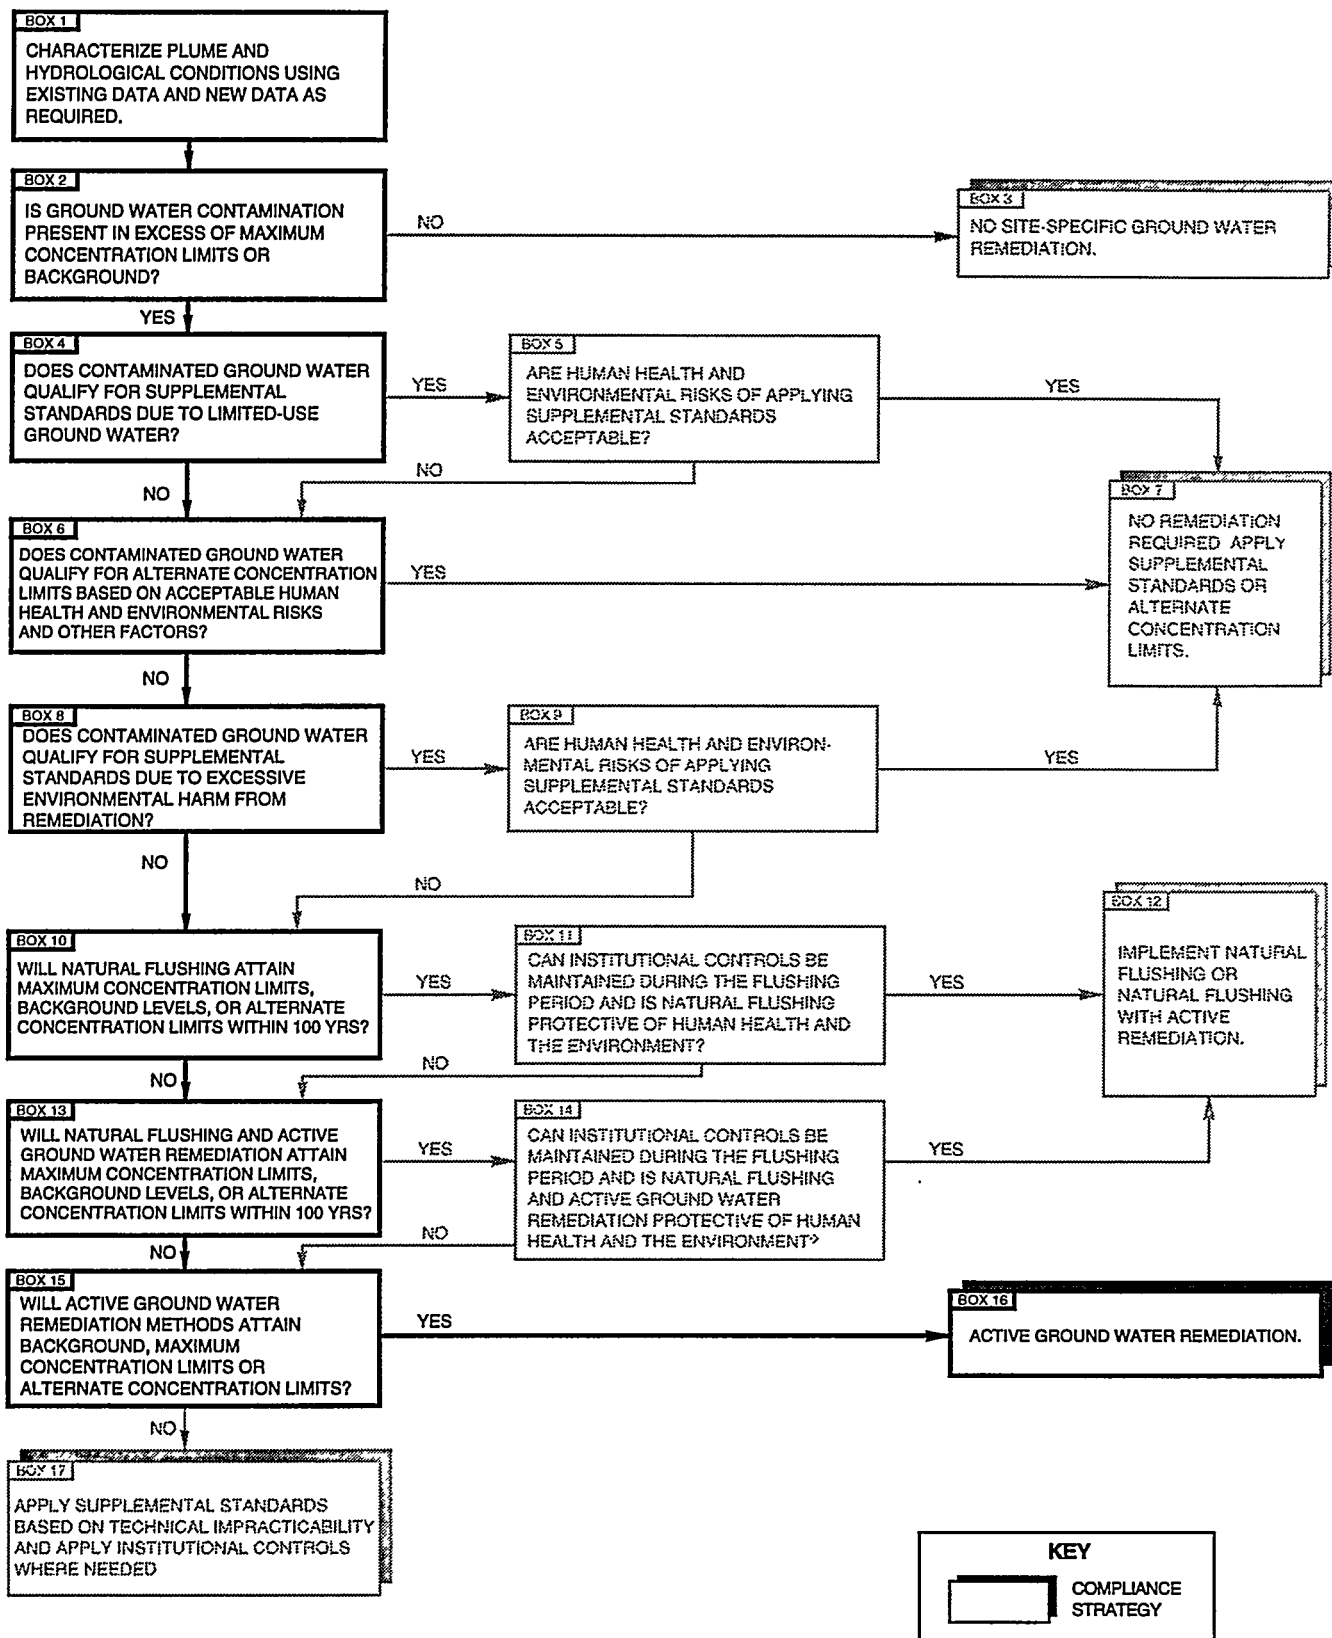 BOX 1
CHARACTERIZE PLUME AND
HYDROLOGICAL CONDITIONS USING
EXISTING DATA AND NEW DATA AS
REQUIRED.
BOX 2
IS GROUND WATER CONTAMINATION
PRESENT IN EXCESS OF MAXIMUM
CONCENTRATION LIMITS OR
BACKGROUND?
NO
BOX 3
NO SITE-SPECIFIC GROUND WATER
REMEDIATION.
YES
BOX 4
DOES CONTAMINATED GROUND WATER
QUALIFY FOR SUPPLEMENTAL
STANDARDS DUE TO LIMITED-USE
GROUND WATER?
YES
BOX 5
ARE HUMAN HEALTH AND
ENVIRONMENTAL RISKS OF APPLYING
SUPPLEMENTAL STANDARDS
ACCEPTABLE?
YES
NO
NO
BOX 6
DOES CONTAMINATED GROUND WATER
QUALIFY FOR ALTERNATE CONCENTRATION
LIMITS BASED ON ACCEPTABLE HUMAN
HEALTH AND ENVIRONMENTAL RISKS
AND OTHER FACTORS?
YES
BOX 7
NO REMEDIATION
REQUIRED APPLY
SUPPLEMENTAL
STANDARDS OR
ALTERNATE
CONCENTRATION
LIMITS.
NO
BOX 8
DOES CONTAMINATED GROUND WATER
QUALIFY FOR SUPPLEMENTAL
STANDARDS DUE TO EXCESSIVE
ENVIRONMENTAL HARM FROM
REMEDIATION?
YES
BOX 9
ARE HUMAN HEALTH AND ENVIRON-
MENTAL RISKS OF APPLYING
SUPPLEMENTAL STANDARDS
ACCEPTABLE?
YES
NO
NO
BOX 10
WILL NATURAL FLUSHING ATTAIN
MAXIMUM CONCENTRATION LIMITS,
BACKGROUND LEVELS, OR ALTERNATE
CONCENTRATION LIMITS WITHIN 100 YRS?
YES
BOX 11
CAN INSTITUTIONAL CONTROLS BE
MAINTAINED DURING THE FLUSHING
PERIOD AND IS NATURAL FLUSHING
PROTECTIVE OF HUMAN HEALTH AND
THE ENVIRONMENT?
YES
BOX 12
IMPLEMENT NATURAL
FLUSHING OR
NATURAL FLUSHING
WITH ACTIVE
REMEDIATION.
NO
NO
BOX 13
WILL NATURAL FLUSHING AND ACTIVE
GROUND WATER REMEDIATION ATTAIN
MAXIMUM CONCENTRATION LIMITS,
BACKGROUND LEVELS, OR ALTERNATE
CONCENTRATION LIMITS WITHIN 100 YRS?
YES
BOX 14
CAN INSTITUTIONAL CONTROLS BE
MAINTAINED DURING THE FLUSHING
PERIOD AND IS NATURAL FLUSHING
AND ACTIVE GROUND WATER
REMEDIATION PROTECTIVE OF HUMAN
HEALTH AND THE ENVIRONMENT?
YES
NO
NO
BOX 15
WILL ACTIVE GROUND WATER
REMEDIATION METHODS ATTAIN
BACKGROUND, MAXIMUM
CONCENTRATION LIMITS OR
ALTERNATE CONCENTRATION LIMITS?
YES
BOX 16
ACTIVE GROUND WATER REMEDIATION.
NO
BOX 17
APPLY SUPPLEMENTAL STANDARDS
BASED ON TECHNICAL IMPRACTICABILITY
AND APPLY INSTITUTIONAL CONTROLS
WHERE NEEDED
KEY
COMPLIANCE
STRATEGY